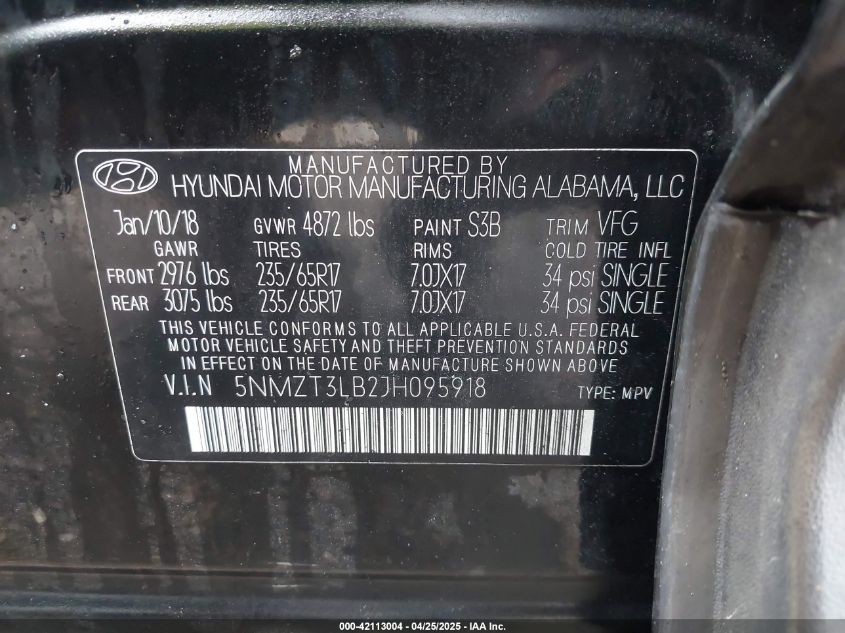 MANUFACTURED BY
HYUNDAI MOTOR MANUFACTURING ALABAMA, LLC
Jan/10/18 GVWR 4872 lbs PAINT S3B TRIM VFG
GAWR TIRES RIMS COLD TIRE INFL
FRONT 2976 lbs 235/65R17 7.0JX17 34 psi SINGLE
REAR 3075 lbs 235/65R17 7.0JX17 34 psi SINGLE
THIS VEHICLE CONFORMS TO ALL APPLICABLE U.S.A. FEDERAL
MOTOR VEHICLE SAFETY AND THEFT PREVENTION STANDARDS
IN EFFECT ON THE DATE OF MANUFACTURE SHOWN ABOVE.
V.I.N 5NMZT3LB2JH095918 TYPE: MPV
000-42113004 - 04/25/2025 - IAA Inc.